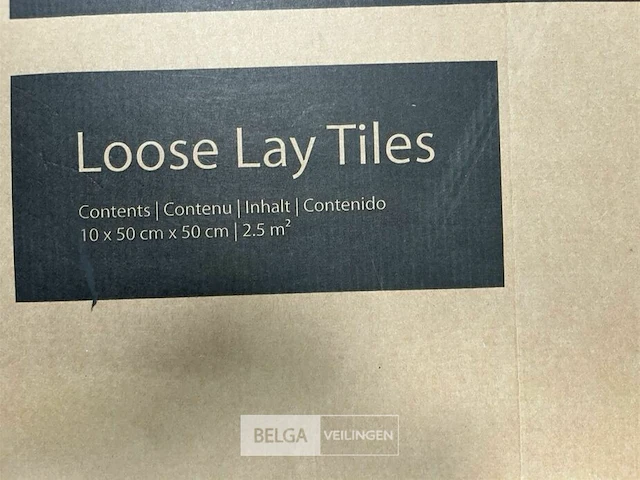 Loose Lay Tiles
Contents | Contenu | Inhalt | Contenido
10 x 50 cm x 50 cm | 2.5 m²
BELGA VEILINGEN